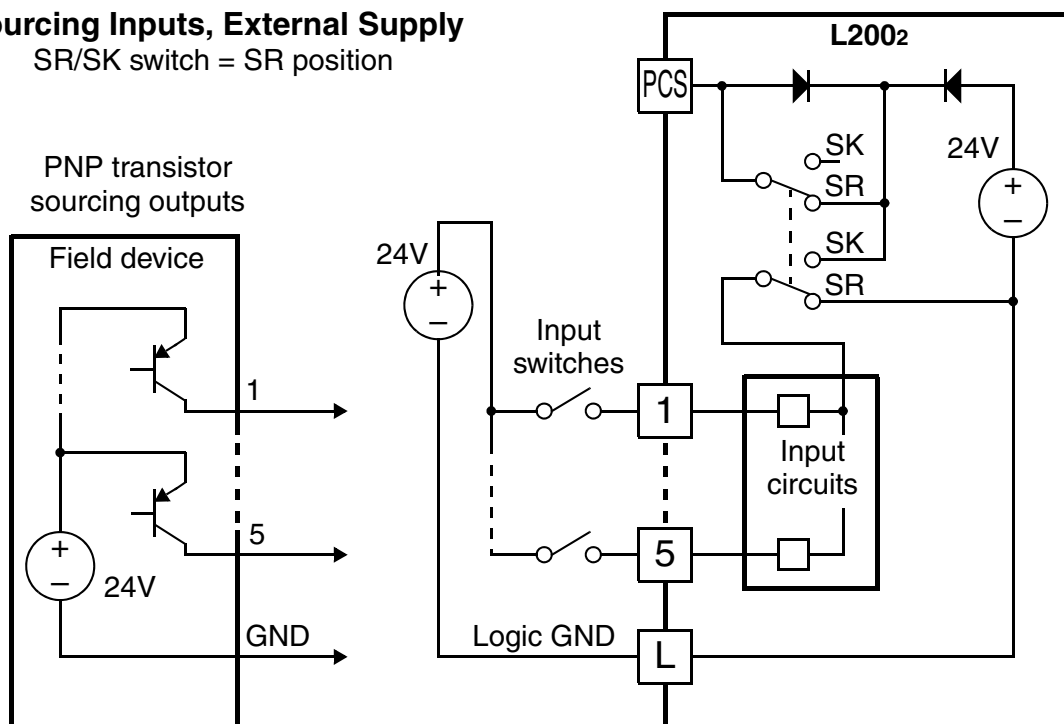 ourcing Inputs, External Supply
SR/SK switch = SR position
L2002
PCS
SK
SR
24V
+
–
SK
SR
PNP transistor
sourcing outputs
Field device
1
5
+
–
24V
GND
24V
+
–
Input
switches
1
5
Input
circuits
Logic GND
L